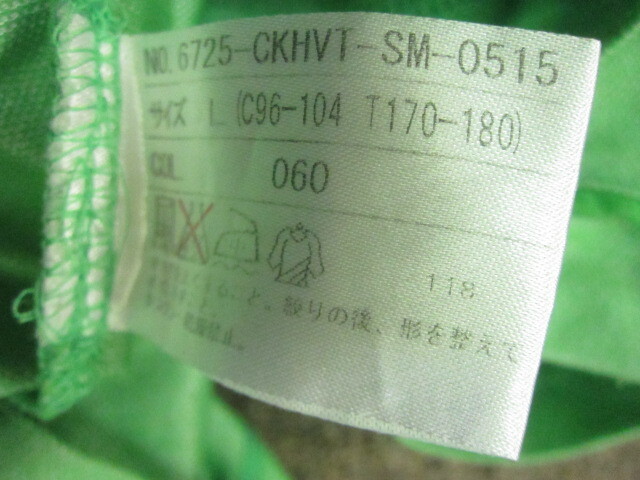 NO. 6725-CKHVT-SM-0515
サイズ L (C96-104 T170-180)
COL 060
118
と。絞りの後、形を整えて